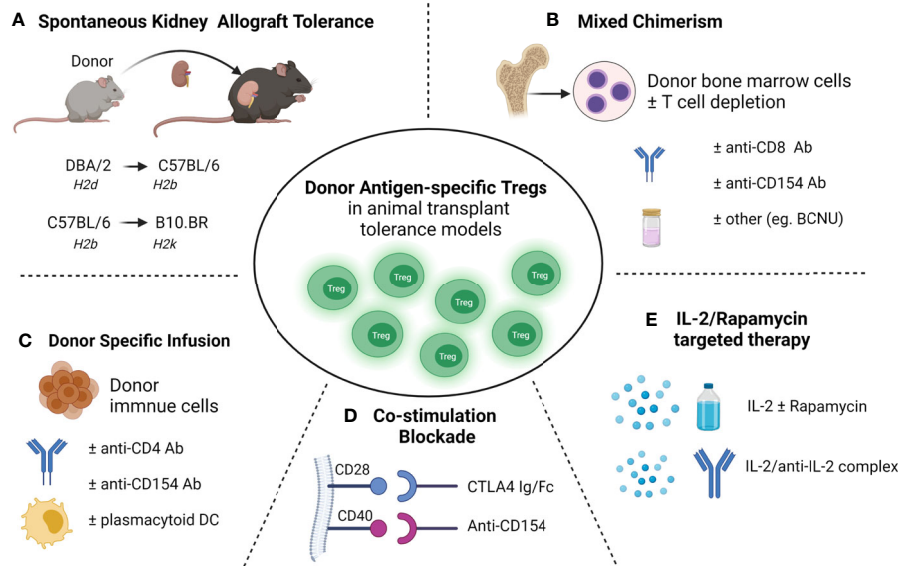 A Spontaneous Kidney Allograft Tolerance
Donor
DBA/2 C57BL/6
H2d H2b
C57BL/6 B10.BR
H2b H2k
B Mixed Chimerism
Donor bone marrow cells
± T cell depletion
± anti-CD8 Ab
± anti-CD154 Ab
± other (eg. BCNU)
Donor Antigen-specific Tregs
in animal transplant
tolerance models
Treg
Treg
Treg
Treg
Treg
Treg
Treg
C Donor Specific Infusion
Donor
immnue cells
± anti-CD4 Ab
± anti-CD154 Ab
± plasmacytoid DC
D Co-stimulation
Blockade
CD28
CTLA4 Ig/Fc
CD40
Anti-CD154
E IL-2/Rapamycin
targeted therapy
IL-2 ± Rapamycin
IL-2/anti-IL-2 complex